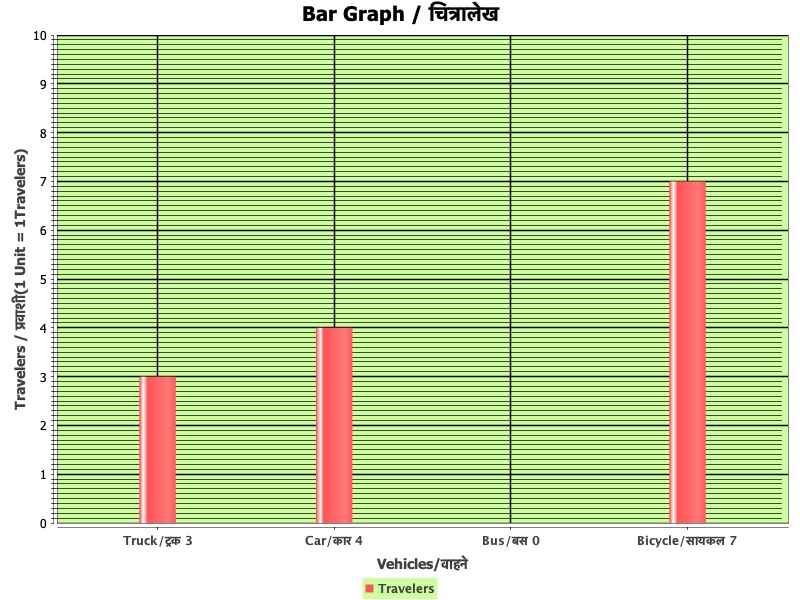 Bar Graph / चित्रालेख
Travelers / प्रवाशी(1 Unit = 1Travelers)
10
9
8
7
6
5
4
3
2
1
0
Truck/ट्रक 3 Car/कार 4 Bus/बस 0 Bicycle/सायकल 7
Vehicles/वाहने
Travelers